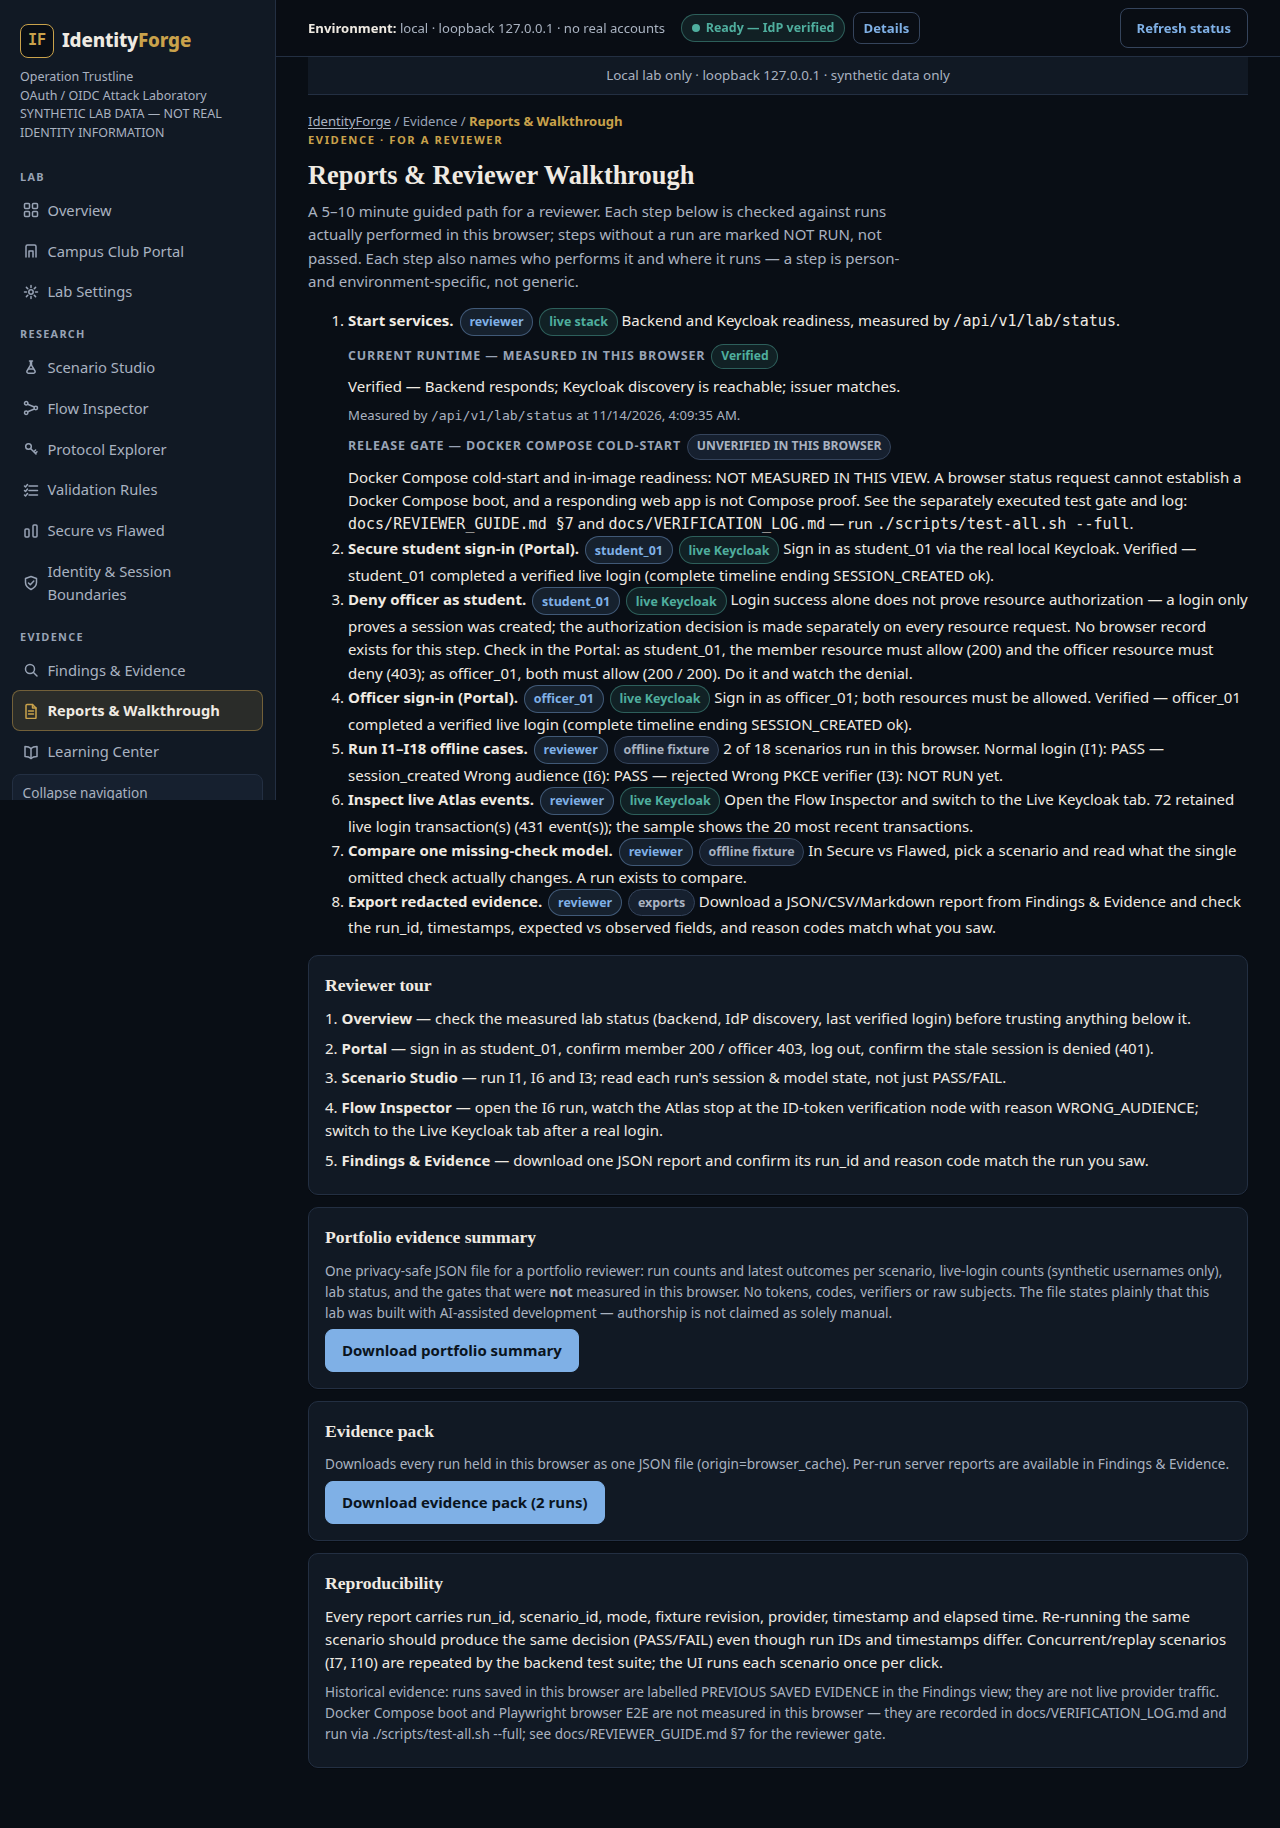 IF IdentityForge
Operation Trustline
OAuth / OIDC Attack Laboratory
SYNTHETIC LAB DATA — NOT REAL
IDENTITY INFORMATION
LAB
Overview
Campus Club Portal
Lab Settings
RESEARCH
Scenario Studio
Flow Inspector
Protocol Explorer
Validation Rules
Secure vs Flawed
Identity & Session
Boundaries
EVIDENCE
Findings & Evidence
Reports & Walkthrough
Learning Center
Collapse navigation
Environment: local · loopback 127.0.0.1 · no real accounts Ready — IdP verified Details Refresh status
Local lab only · loopback 127.0.0.1 · synthetic data only
IdentityForge / Evidence / Reports & Walkthrough
EVIDENCE · FOR A REVIEWER
Reports & Reviewer Walkthrough
A 5–10 minute guided path for a reviewer. Each step below is checked against runs
actually performed in this browser; steps without a run are marked NOT RUN, not
passed. Each step also names who performs it and where it runs — a step is person-
and environment-specific, not generic.
1. Start services. reviewer live stack Backend and Keycloak readiness, measured by /api/v1/lab/status.
CURRENT RUNTIME — MEASURED IN THIS BROWSER Verified
Verified — Backend responds; Keycloak discovery is reachable; issuer matches.
Measured by /api/v1/lab/status at 11/14/2026, 4:09:35 AM.
RELEASE GATE — DOCKER COMPOSE COLD-START UNVERIFIED IN THIS BROWSER
Docker Compose cold-start and in-image readiness: NOT MEASURED IN THIS VIEW. A browser status request cannot establish a
Docker Compose boot, and a responding web app is not Compose proof. See the separately executed test gate and log:
docs/REVIEWER_GUIDE.md §7 and docs/VERIFICATION_LOG.md — run ./scripts/test-all.sh --full.
2. Secure student sign-in (Portal). student_01 live Keycloak Sign in as student_01 via the real local Keycloak. Verified —
student_01 completed a verified live login (complete timeline ending SESSION_CREATED ok).
3. Deny officer as student. student_01 live Keycloak Login success alone does not prove resource authorization — a login only
proves a session was created; the authorization decision is made separately on every resource request. No browser record
exists for this step. Check in the Portal: as student_01, the member resource must allow (200) and the officer resource must
deny (403); as officer_01, both must allow (200 / 200). Do it and watch the denial.
4. Officer sign-in (Portal). officer_01 live Keycloak Sign in as officer_01; both resources must be allowed. Verified — officer_01
completed a verified live login (complete timeline ending SESSION_CREATED ok).
5. Run I1–I18 offline cases. reviewer offline fixture 2 of 18 scenarios run in this browser. Normal login (I1): PASS —
session_created Wrong audience (I6): PASS — rejected Wrong PKCE verifier (I3): NOT RUN yet.
6. Inspect live Atlas events. reviewer live Keycloak Open the Flow Inspector and switch to the Live Keycloak tab. 72 retained
live login transaction(s) (431 event(s)); the sample shows the 20 most recent transactions.
7. Compare one missing-check model. reviewer offline fixture In Secure vs Flawed, pick a scenario and read what the single
omitted check actually changes. A run exists to compare.
8. Export redacted evidence. reviewer exports Download a JSON/CSV/Markdown report from Findings & Evidence and check
the run_id, timestamps, expected vs observed fields, and reason codes match what you saw.
Reviewer tour
1. Overview — check the measured lab status (backend, IdP discovery, last verified login) before trusting anything below it.
2. Portal — sign in as student_01, confirm member 200 / officer 403, log out, confirm the stale session is denied (401).
3. Scenario Studio — run I1, I6 and I3; read each run's session & model state, not just PASS/FAIL.
4. Flow Inspector — open the I6 run, watch the Atlas stop at the ID-token verification node with reason WRONG_AUDIENCE;
switch to the Live Keycloak tab after a real login.
5. Findings & Evidence — download one JSON report and confirm its run_id and reason code match the run you saw.
Portfolio evidence summary
One privacy-safe JSON file for a portfolio reviewer: run counts and latest outcomes per scenario, live-login counts (synthetic usernames only),
lab status, and the gates that were not measured in this browser. No tokens, codes, verifiers or raw subjects. The file states plainly that this
lab was built with AI-assisted development — authorship is not claimed as solely manual.
Download portfolio summary
Evidence pack
Downloads every run held in this browser as one JSON file (origin=browser_cache). Per-run server reports are available in Findings & Evidence.
Download evidence pack (2 runs)
Reproducibility
Every report carries run_id, scenario_id, mode, fixture revision, provider, timestamp and elapsed time. Re-running the same
scenario should produce the same decision (PASS/FAIL) even though run IDs and timestamps differ. Concurrent/replay scenarios
(I7, I10) are repeated by the backend test suite; the UI runs each scenario once per click.
Historical evidence: runs saved in this browser are labelled PREVIOUS SAVED EVIDENCE in the Findings view; they are not live provider traffic.
Docker Compose boot and Playwright browser E2E are not measured in this browser — they are recorded in docs/VERIFICATION_LOG.md and
run via ./scripts/test-all.sh --full; see docs/REVIEWER_GUIDE.md §7 for the reviewer gate.